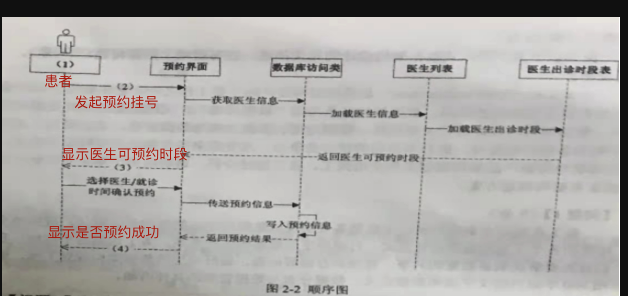 （1）
患者
预约界面
数据库访问类
医生列表
医生出诊时段表
（2）
发起预约挂号
获取医生信息
加载医生信息
加载医生出诊时段
显示医生可预约时段
返回医生可预约时段
（3）
选择医生/就诊
时间确认预约
传送预约信息
写入预约信息
显示是否预约成功
返回预约结果
（4）
图 2-2 顺序图